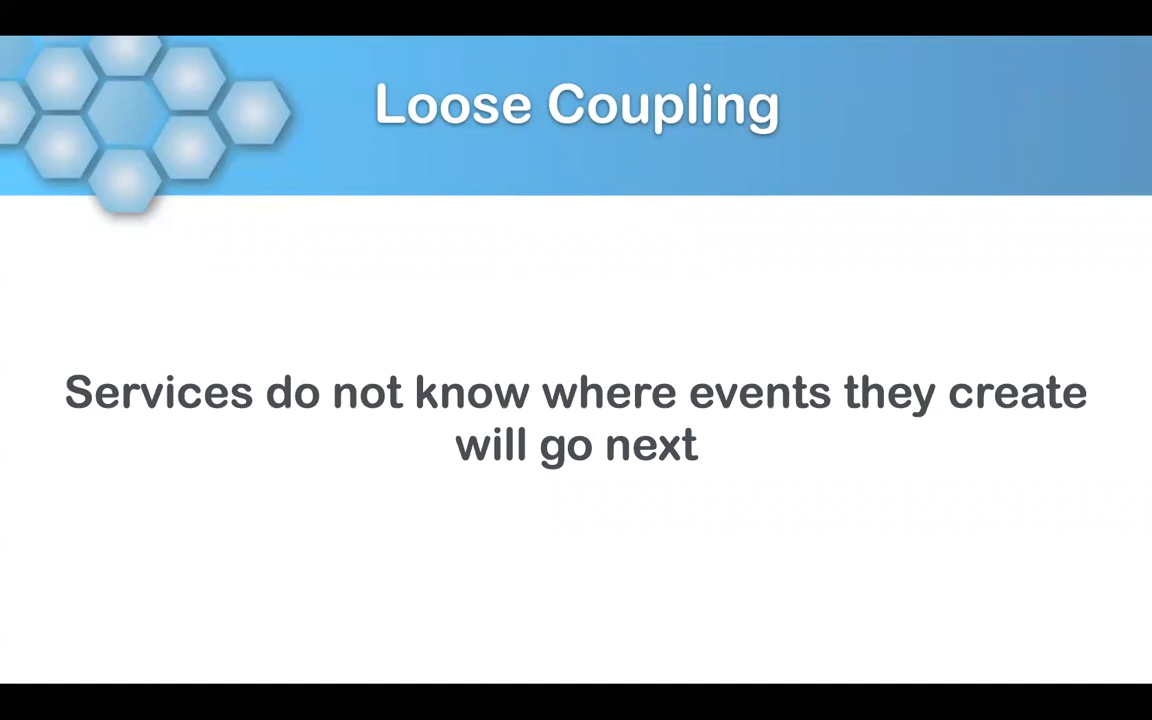 Loose Coupling
Services do not know where events they create
will go next